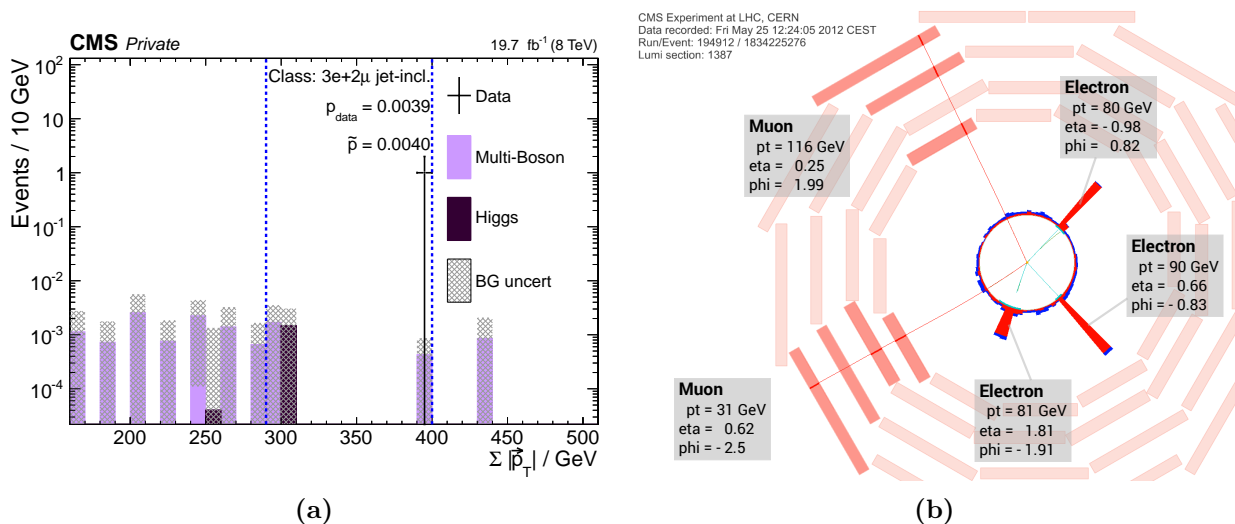 CMS Private
19.7 fb⁻¹ (8 TeV)
Events / 10 GeV
10²
10
1
10⁻¹
10⁻²
10⁻³
10⁻⁴
Class: 3e+2μ jet-incl.
p_data = 0.0039
p̃ = 0.0040
Data
Multi-Boson
Higgs
BG uncert
200 250 300 350 400 450 500
Σ |p⃗_T| / GeV
(a)
CMS Experiment at LHC, CERN
Data recorded: Fri May 25 12:24:05 2012 CEST
Run/Event: 194912 / 1834225276
Lumi section: 1387
Muon
pt = 116 GeV
eta = 0.25
phi = 1.99
Electron
pt = 80 GeV
eta = - 0.98
phi = 0.82
Electron
pt = 90 GeV
eta = 0.66
phi = - 0.83
Muon
pt = 31 GeV
eta = 0.62
phi = - 2.5
Electron
pt = 81 GeV
eta = 1.81
phi = - 1.91
(b)